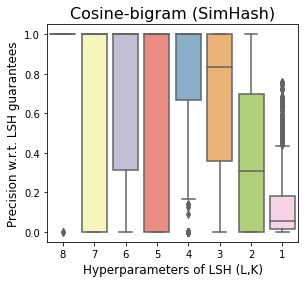 Cosine-bigram (SimHash)
Precision w.r.t. LSH guarantees
1.0
0.8
0.6
0.4
0.2
0.0
8 7 6 5 4 3 2 1
Hyperparameters of LSH (L,K)